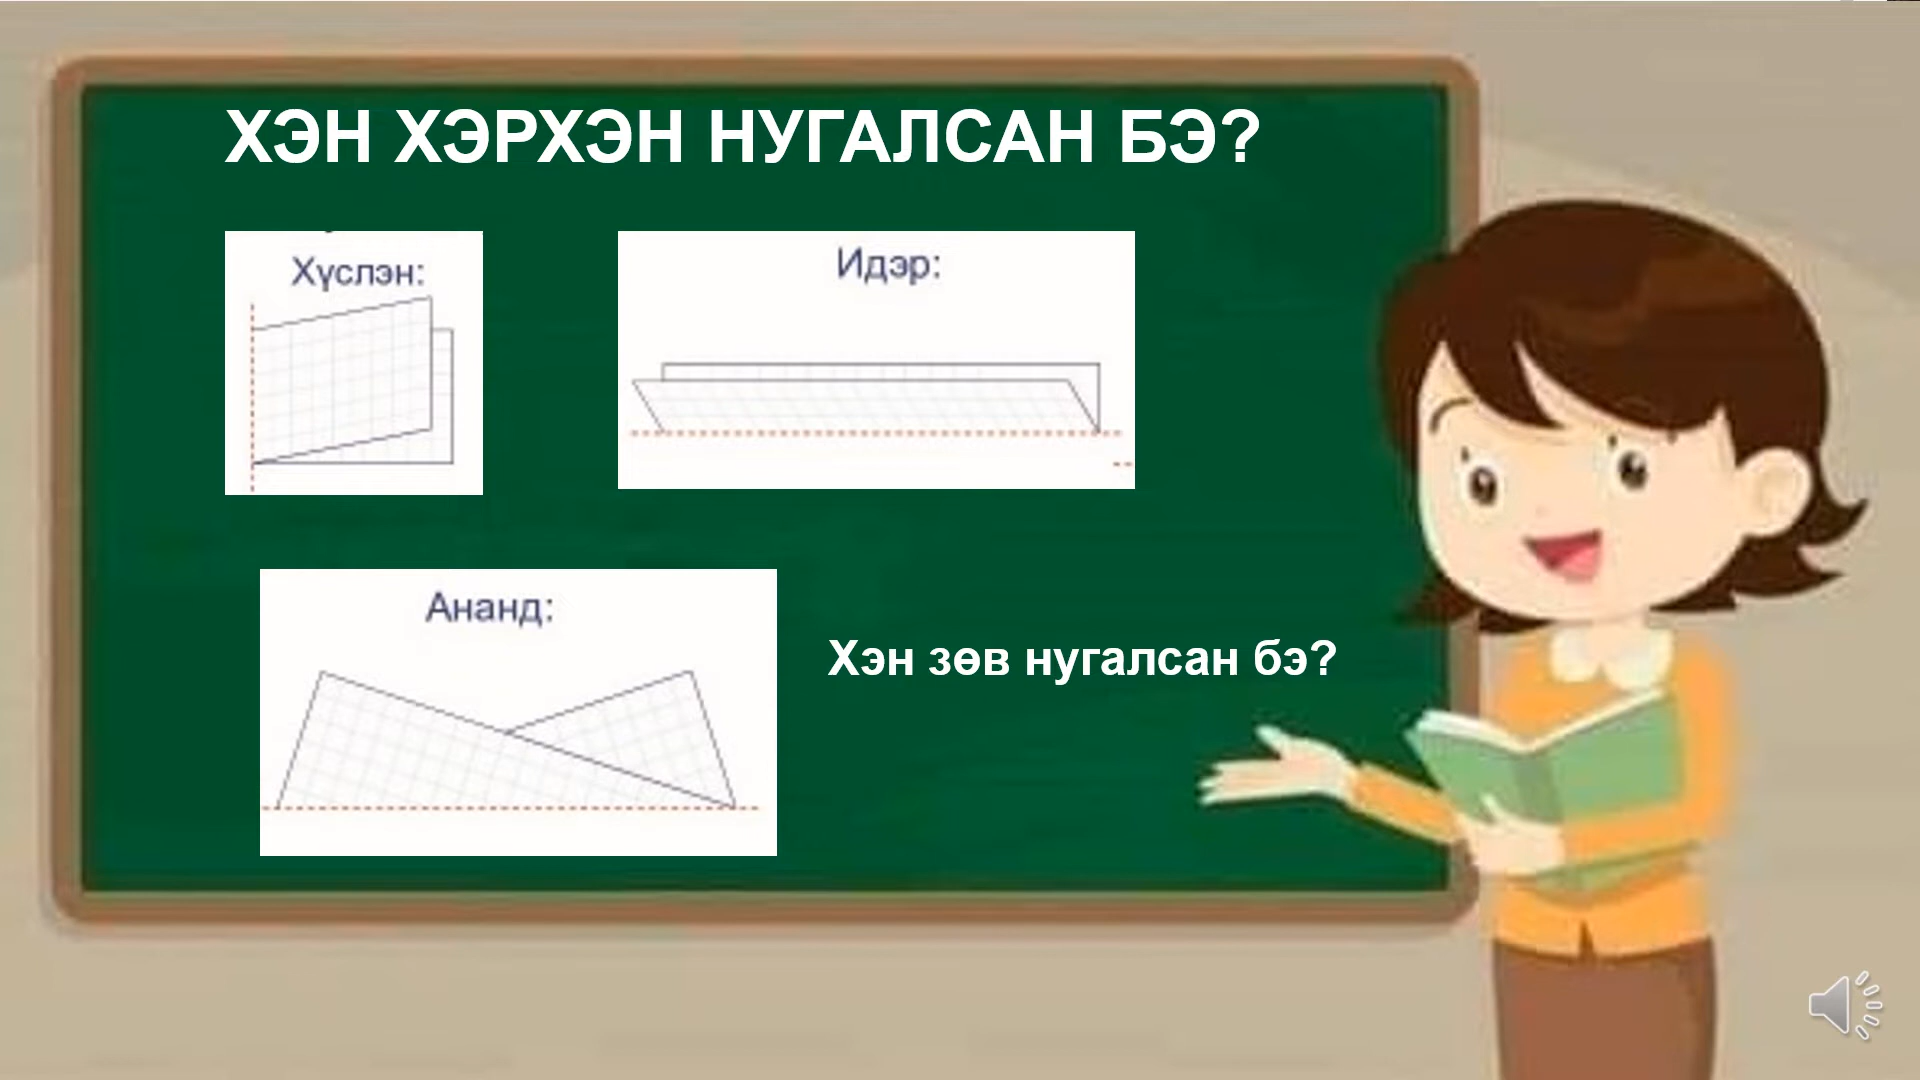 ХЭН ХЭРХЭН НУГАЛСАН БЭ?
Хүслэн:
Идэр:
Ананд:
Хэн зөв нугалсан бэ?